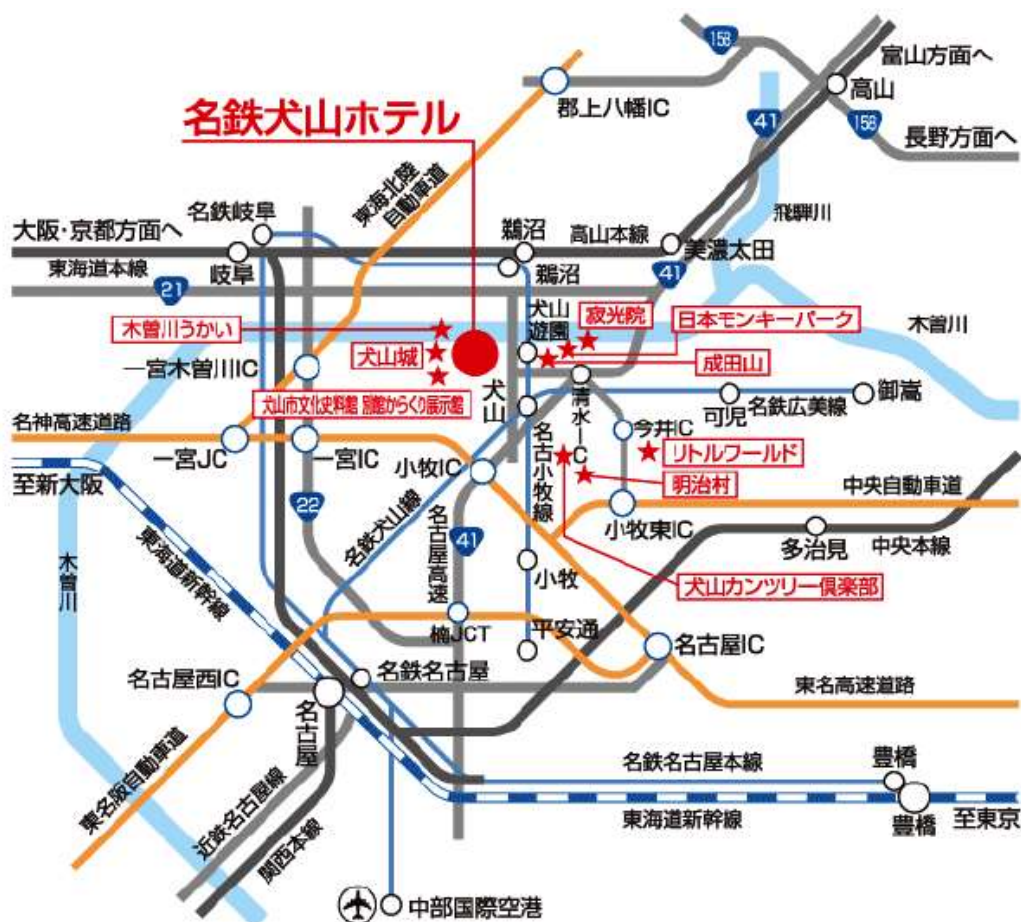 158
富山方面へ
高山
郡上八幡IC
名鉄犬山ホテル
41
158
長野方面へ
東海北陸
自動車道
名鉄岐阜
飛騨川
大阪・京都方面へ
鵜沼
高山本線
美濃太田
東海道本線
岐阜
鵜沼
41
21
犬山
遊園
寂光院
日本モンキーパーク
木曽川
木曽川うかい
犬山城
成田山
一宮木曽川IC
犬山
清水IC
御嵩
犬山市文化史料館 別館からくり展示館
可児
名鉄広美線
名神高速道路
今井IC
一宮JC
一宮IC
小牧IC
名古小牧線
リトルワールド
至新大阪
明治村
中央自動車道
22
小牧東IC
名鉄犬山線
名古屋高速
41
多治見
中央本線
木曽川
東海道新幹線
小牧
犬山カンツリー倶楽部
楠JCT
平安通
名古屋IC
名古屋西IC
名鉄名古屋
東名高速道路
名古屋
東名阪自動車道
近鉄名古屋線
関西本線
名鉄名古屋本線
豊橋
東海道新幹線
豊橋
至東京
中部国際空港